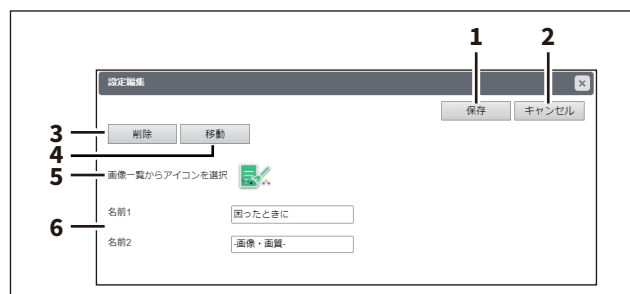 1 2
設定編集
保存 キャンセル
3 削除 移動
4
5 画像一覧からアイコンを選択
6
名前1 困ったときに
名前2 -画像・画質-